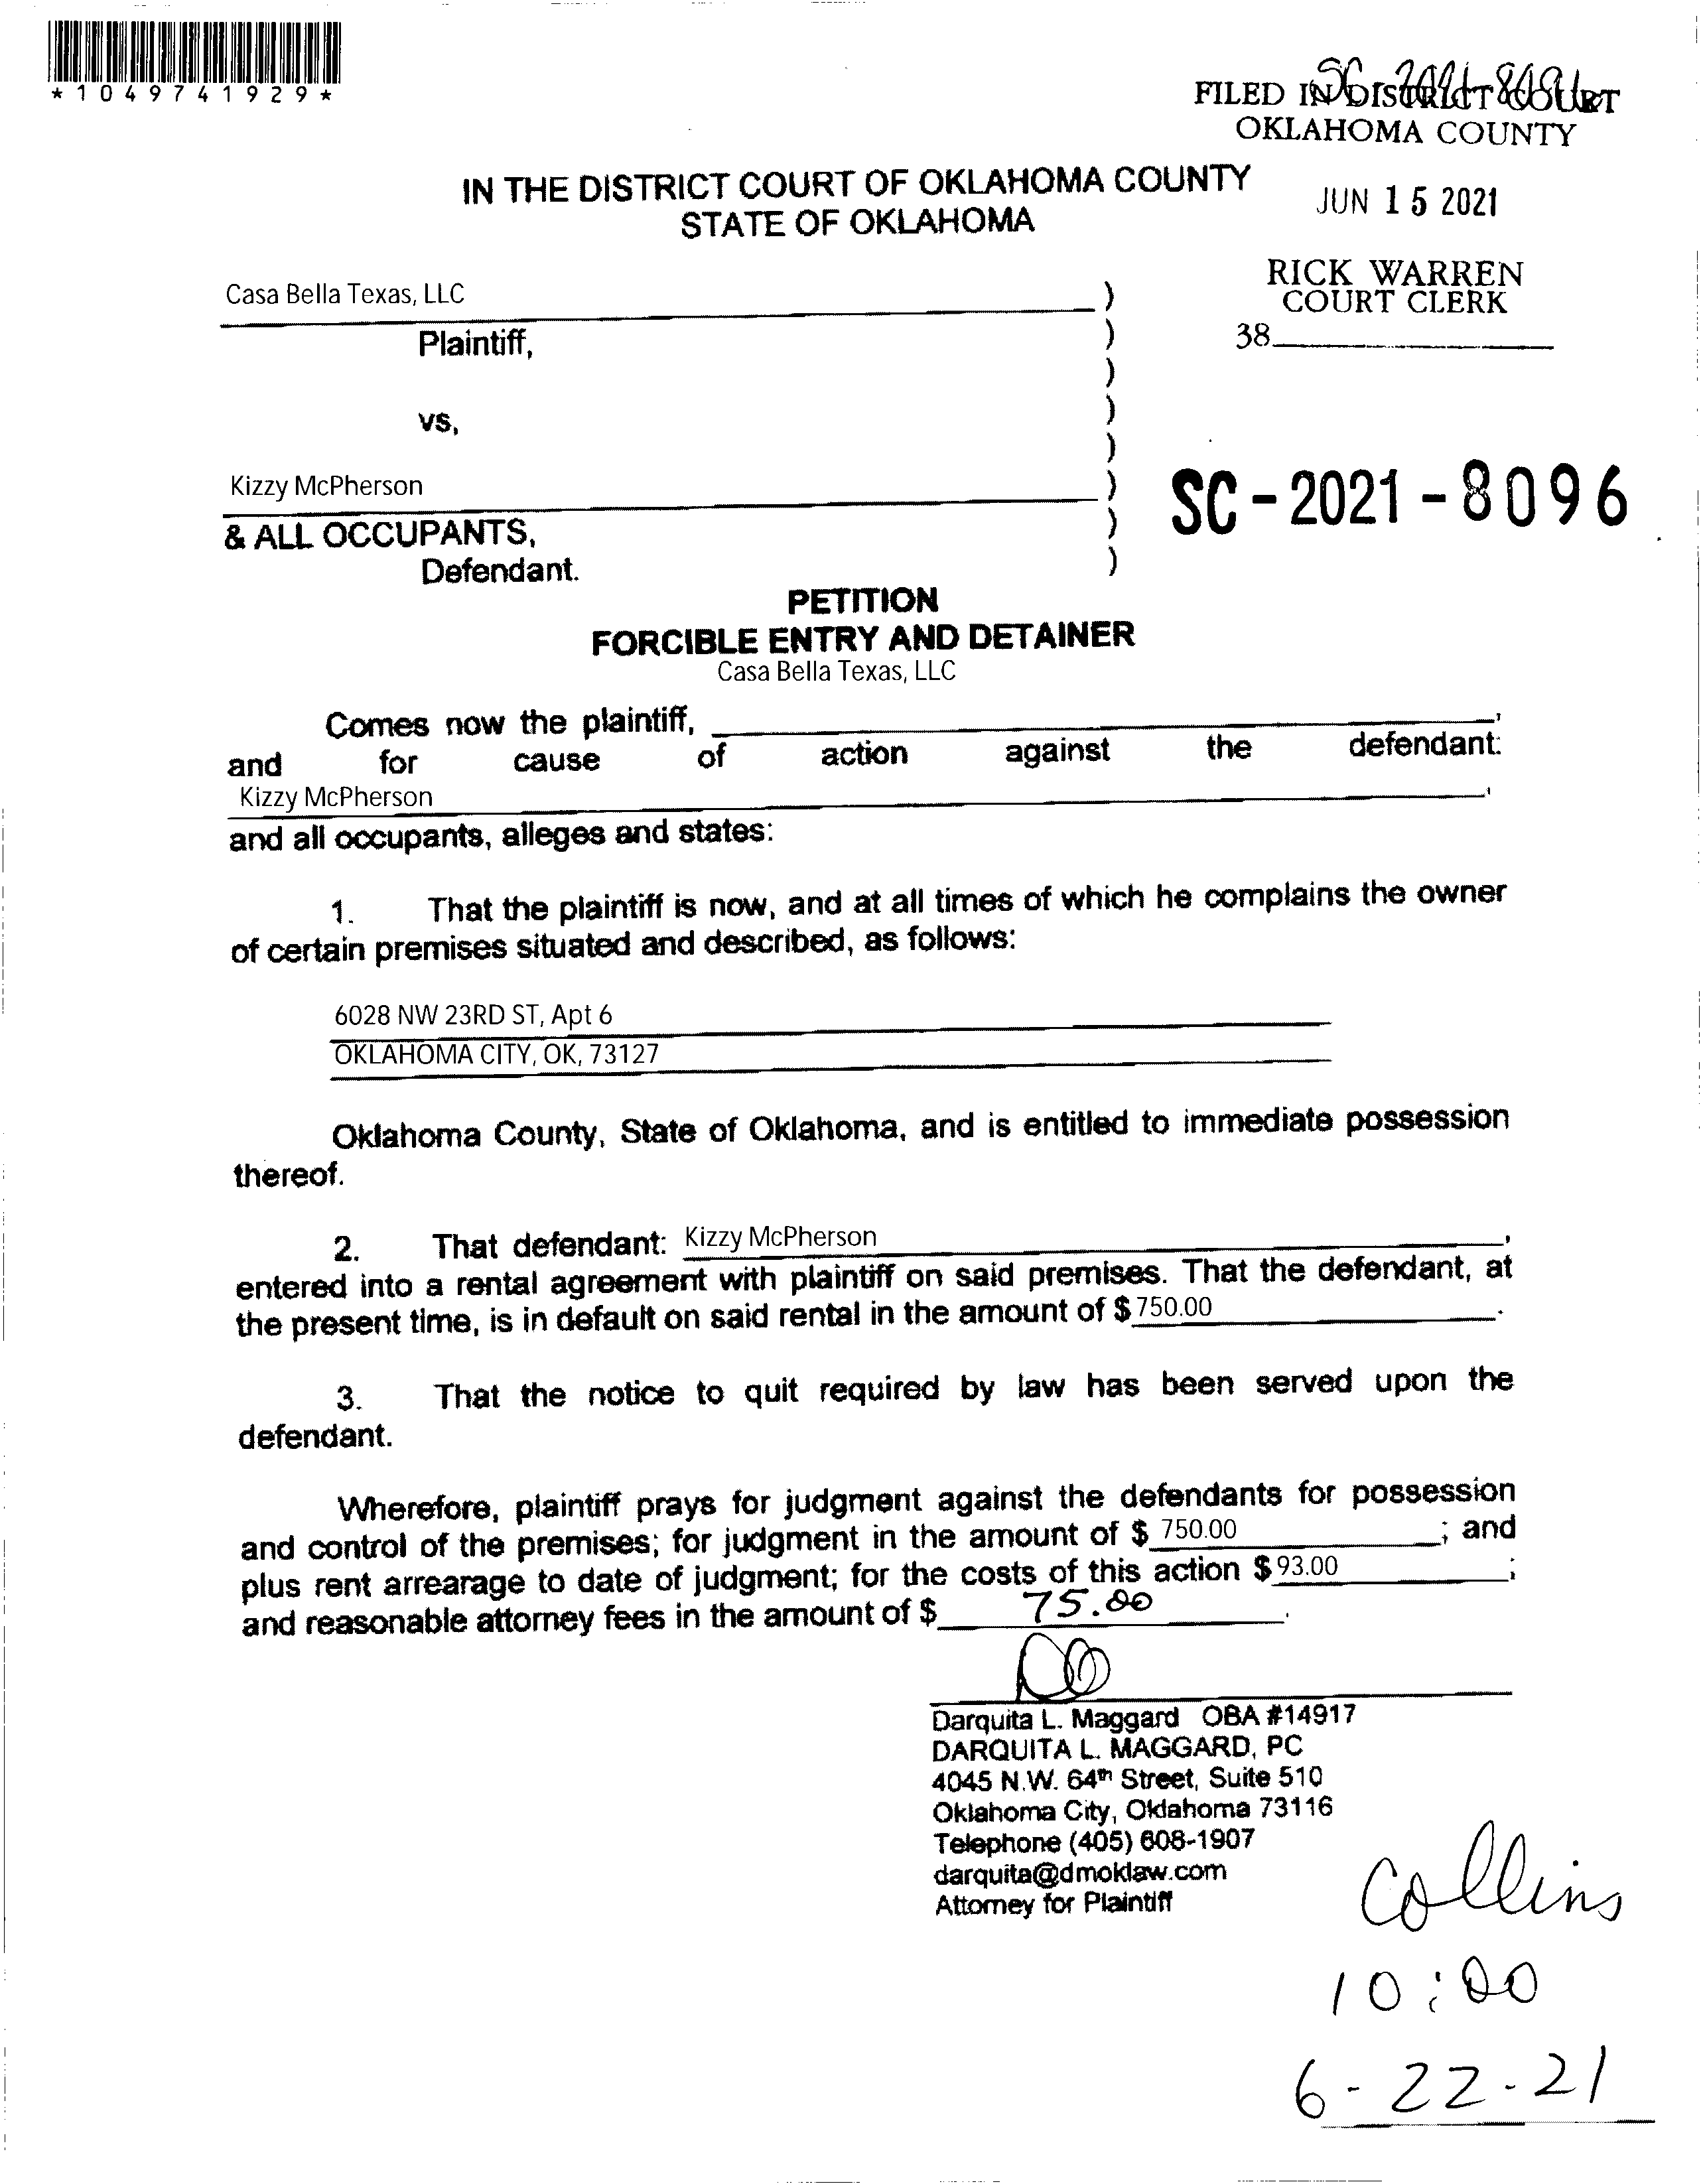 *1049741929*
FILED IN DISTRICT COURT
OKLAHOMA COUNTY
IN THE DISTRICT COURT OF OKLAHOMA COUNTY
STATE OF OKLAHOMA
JUN 15 2021
RICK WARREN
COURT CLERK
38
Casa Bella Texas, LLC )
Plaintiff, )
)
vs, )
)
Kizzy McPherson )
& ALL OCCUPANTS, )
Defendant. )
SC-2021-8096
PETITION
FORCIBLE ENTRY AND DETAINER
Casa Bella Texas, LLC
Comes now the plaintiff, ,
and for cause of action against the defendant:
Kizzy McPherson ,
and all occupants, alleges and states:
1. That the plaintiff is now, and at all times of which he complains the owner
of certain premises situated and described, as follows:
6028 NW 23RD ST, Apt 6
OKLAHOMA CITY, OK, 73127
Oklahoma County, State of Oklahoma, and is entitled to immediate possession
thereof.
2. That defendant: Kizzy McPherson ,
entered into a rental agreement with plaintiff on said premises. That the defendant, at
the present time, is in default on said rental in the amount of $ 750.00 .
3. That the notice to quit required by law has been served upon the
defendant.
Wherefore, plaintiff prays for judgment against the defendants for possession
and control of the premises; for judgment in the amount of $ 750.00 ; and
plus rent arrearage to date of judgment; for the costs of this action $ 93.00 ;
and reasonable attorney fees in the amount of $ 75.00 .
Darquita L. Maggard OBA #14917
DARQUITA L. MAGGARD, PC
4045 N.W. 64th Street, Suite 510
Oklahoma City, Oklahoma 73116
Telephone (405) 608-1907
darquita@dmoklaw.com
Attorney for Plaintiff
Collins
10:00
6-22-21